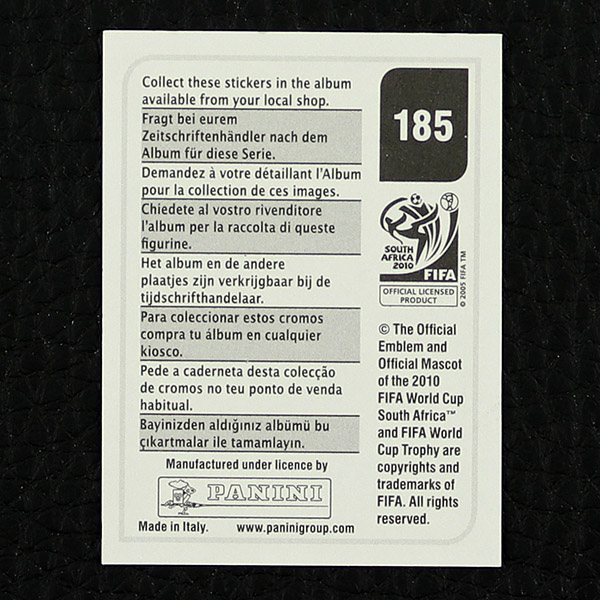 Collect these stickers in the album
available from your local shop.
Fragt bei eurem
Zeitschriftenhändler nach dem
Album für diese Serie.
Demandez à votre détaillant l'Album
pour la collection de ces images.
Chiedete al vostro rivenditore
l'album per la raccolta di queste
figurine.
Het album en de andere
plaatjes zijn verkrijgbaar bij de
tijdschrifthandelaar.
Para coleccionar estos cromos
compra tu álbum en cualquier
kiosco.
Pede a caderneta desta colecção
de cromos no teu ponto de venda
habitual.
Bayinizden aldığınız albümü bu
çıkartmalar ile tamamlayın.
Manufactured under licence by
PANINI
Made in Italy. www.paninigroup.com
185
SOUTH
AFRICA
2010
FIFA
OFFICIAL LICENSED
PRODUCT
© 2005 FIFA TM
© The Official
Emblem and
Official Mascot
of the 2010
FIFA World Cup
South Africa™
and FIFA World
Cup Trophy are
copyrights and
trademarks of
FIFA. All rights
reserved.